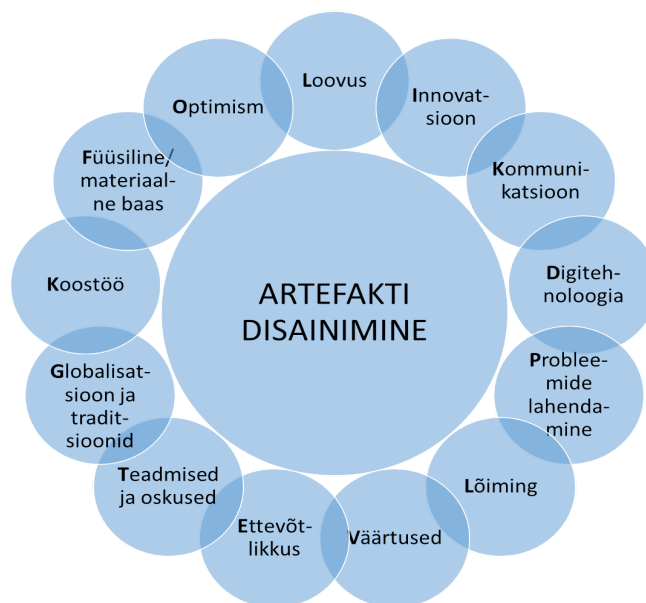 Loovus
Innovat-
sioon
Kommuni-
katsioon
Digiteh-
noloogia
Problee-
mide
lahenda-
mine
Lõiming
Väärtused
Ettevõt-
likkus
Teadmised
ja oskused
Globalisat-
sioon ja
tradit-
sioonid
Koostöö
Füüsiline/
materiaal-
ne baas
Optimism
ARTEFAKTI
DISAINIMINE